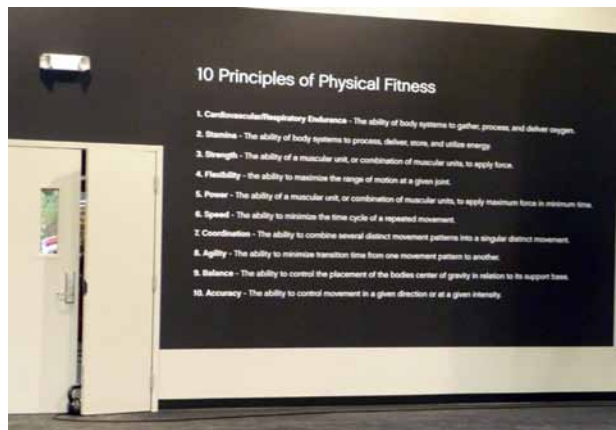 10 Principles of Physical Fitness
1. Cardiovascular/Respiratory Endurance - The ability of body systems to gather, process, and deliver oxygen.
2. Stamina - The ability of body systems to process, deliver, store, and utilize energy.
3. Strength - The ability of a muscular unit, or combination of muscular units, to apply force.
4. Flexibility - the ability to maximize the range of motion at a given joint.
5. Power - The ability of a muscular unit, or combination of muscular units, to apply maximum force in minimum time.
6. Speed - The ability to minimize the time cycle of a repeated movement.
7. Coordination - The ability to combine several distinct movement patterns into a singular distinct movement.
8. Agility - The ability to minimize transition time from one movement pattern to another.
9. Balance - The ability to control the placement of the bodies center of gravity in relation to its support base.
10. Accuracy - The ability to control movement in a given direction or at a given intensity.